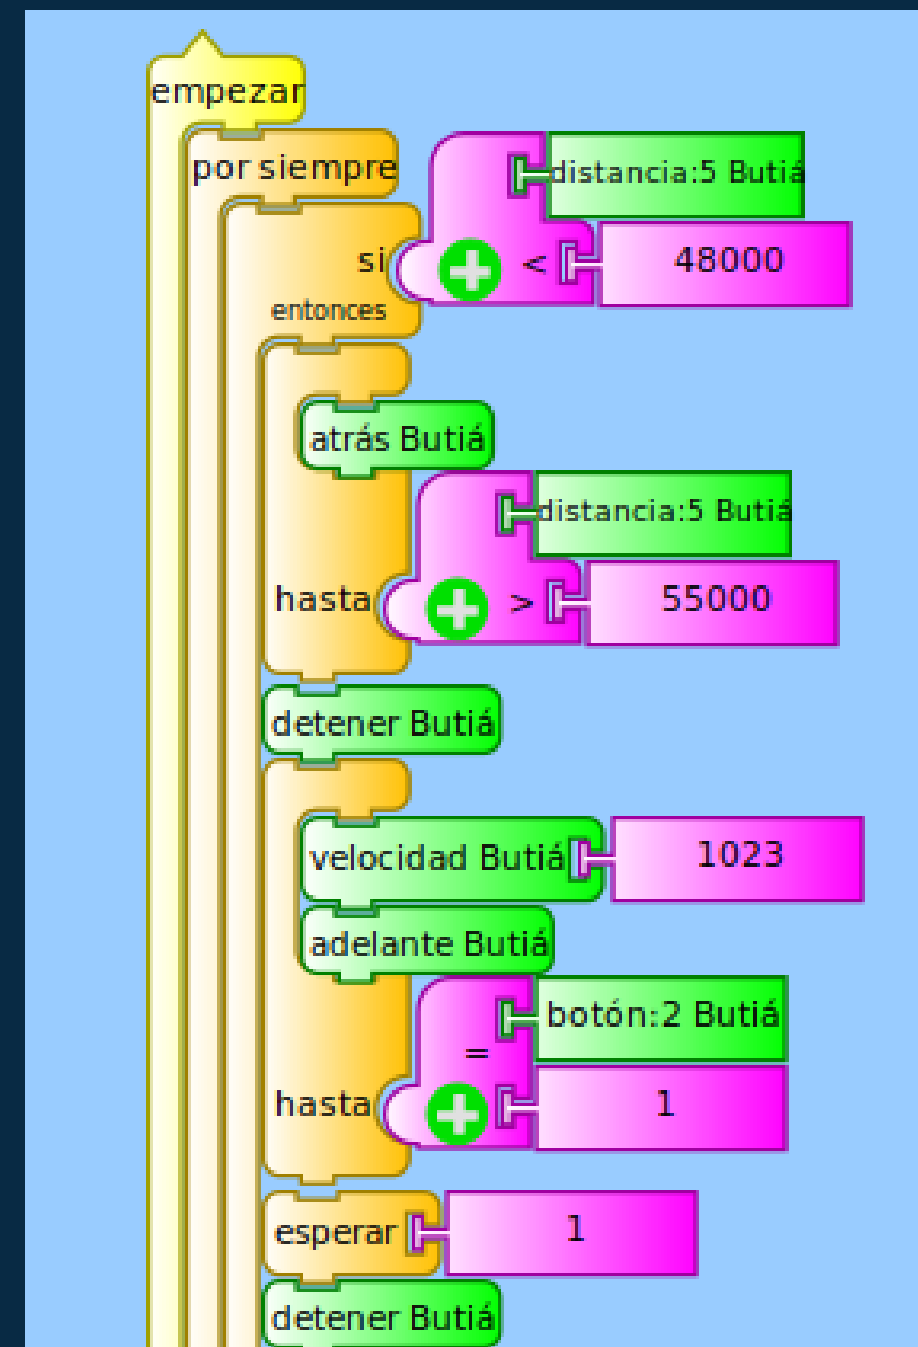 empezar
por siempre
distancia:5 Butiá
si
<
48000
entonces
atrás Butiá
distancia:5 Butiá
hasta
>
55000
detener Butiá
velocidad Butiá
1023
adelante Butiá
botón:2 Butiá
=
hasta
1
esperar
1
detener Butiá